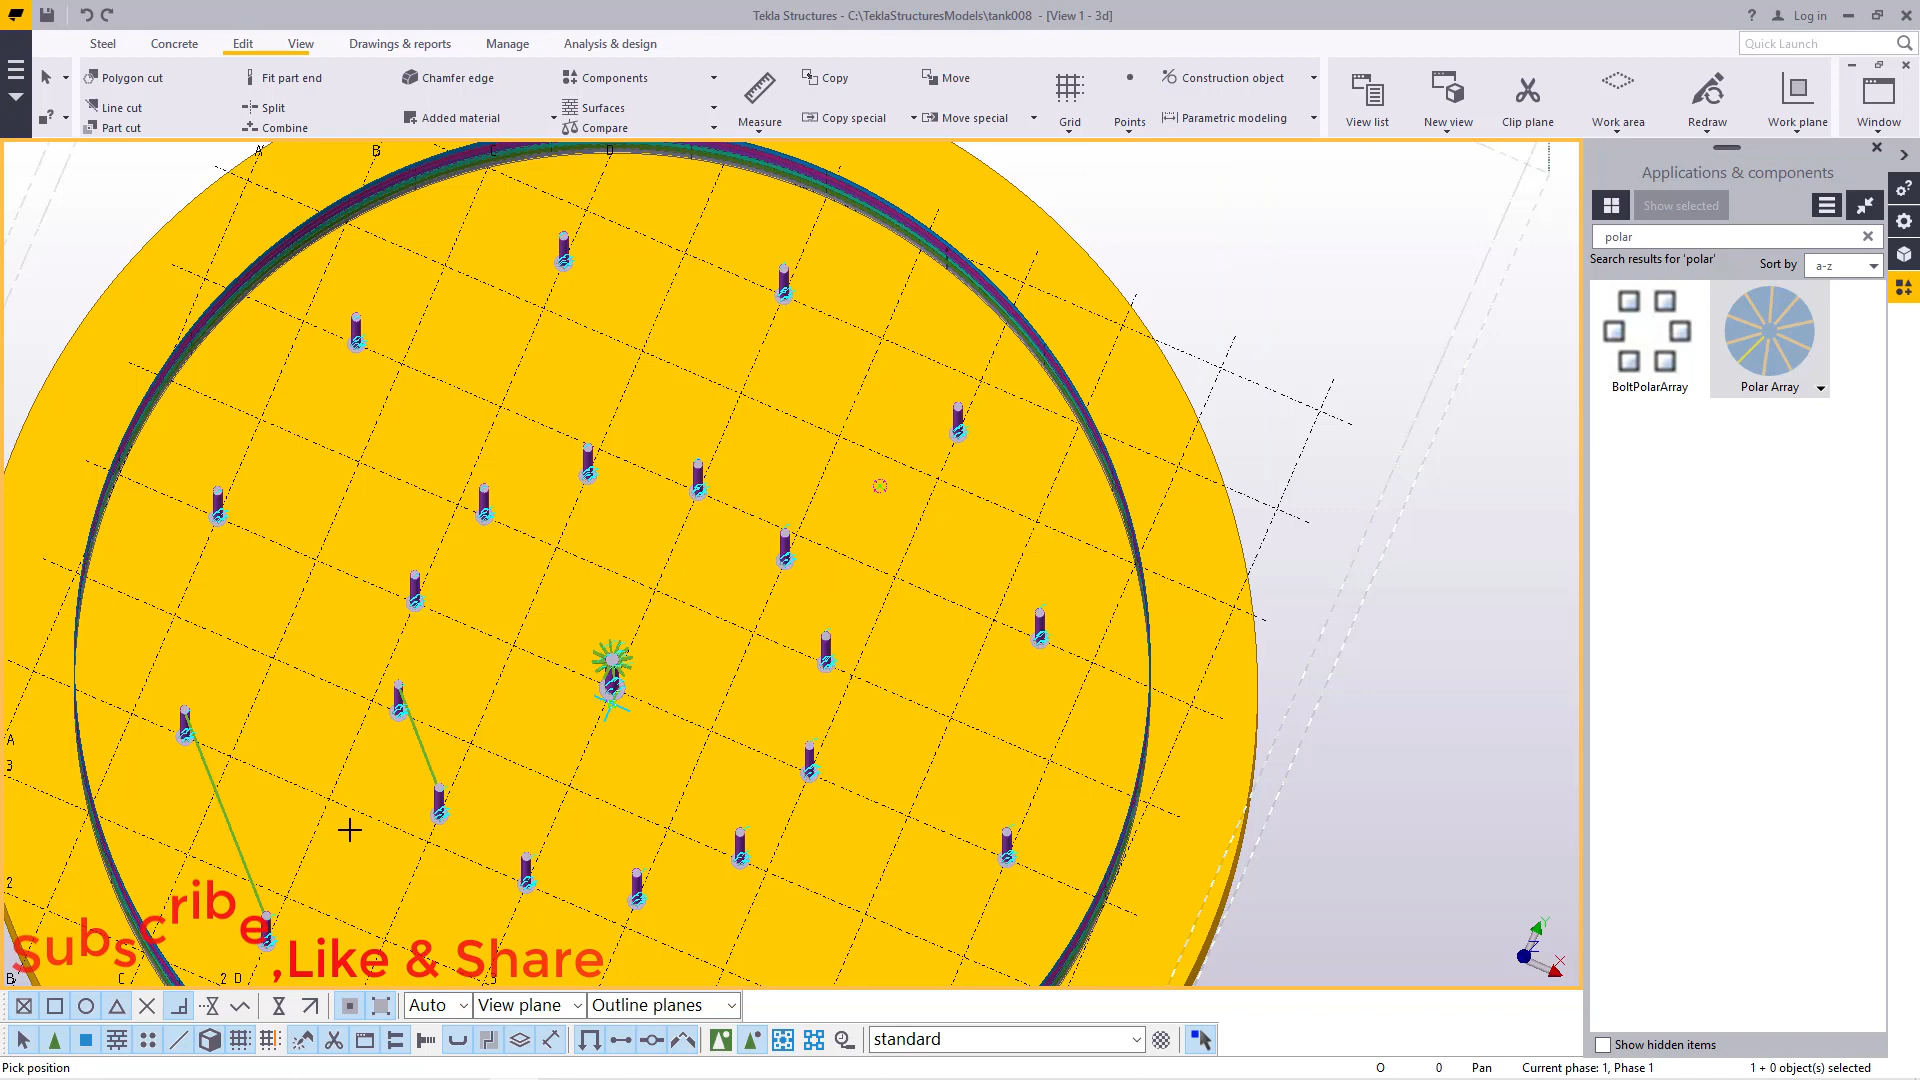 Tekla Structures - C:\TeklaStructuresModels\tank008 - [View 1 - 3d]
? Log in
Steel Concrete Edit View Drawings & reports Manage Analysis & design
Quick Launch
Polygon cut Fit part end Chamfer edge Components Copy Move Construction object
Line cut Split Surfaces
Part cut Combine Added material Compare Copy special Move special Parametric modeling
Measure Grid Points View list New view Clip plane Work area Redraw Work plane Window
Applications & components
Show selected
polar
Search results for 'polar' Sort by a-z
BoltPolarArray Polar Array
A B C D
A
3
2
B C 2 D 3
Y
Z
X
Subscribe ,Like & Share
Auto View plane Outline planes
standard
Show hidden items
Pick position O 0 Pan Current phase: 1, Phase 1 1 + 0 object(s) selected